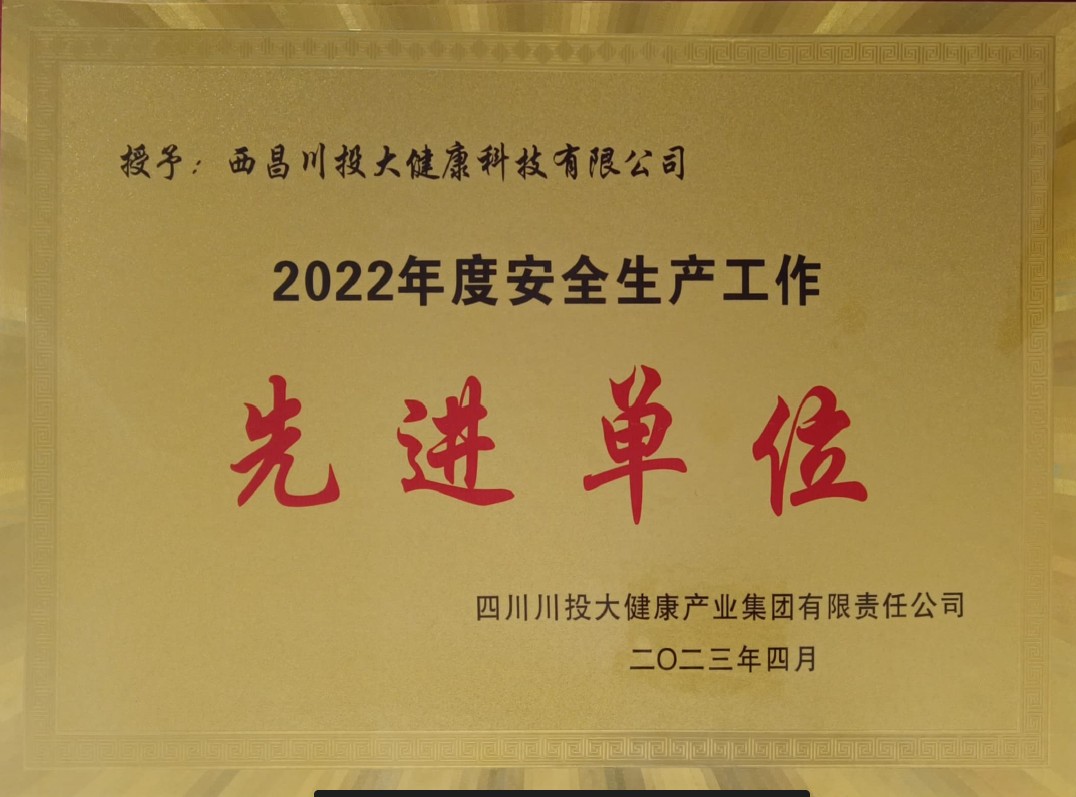 授予：西昌川投大健康科技有限公司
2022年度安全生产工作
先进单位
四川川投大健康产业集团有限责任公司
二〇二三年四月